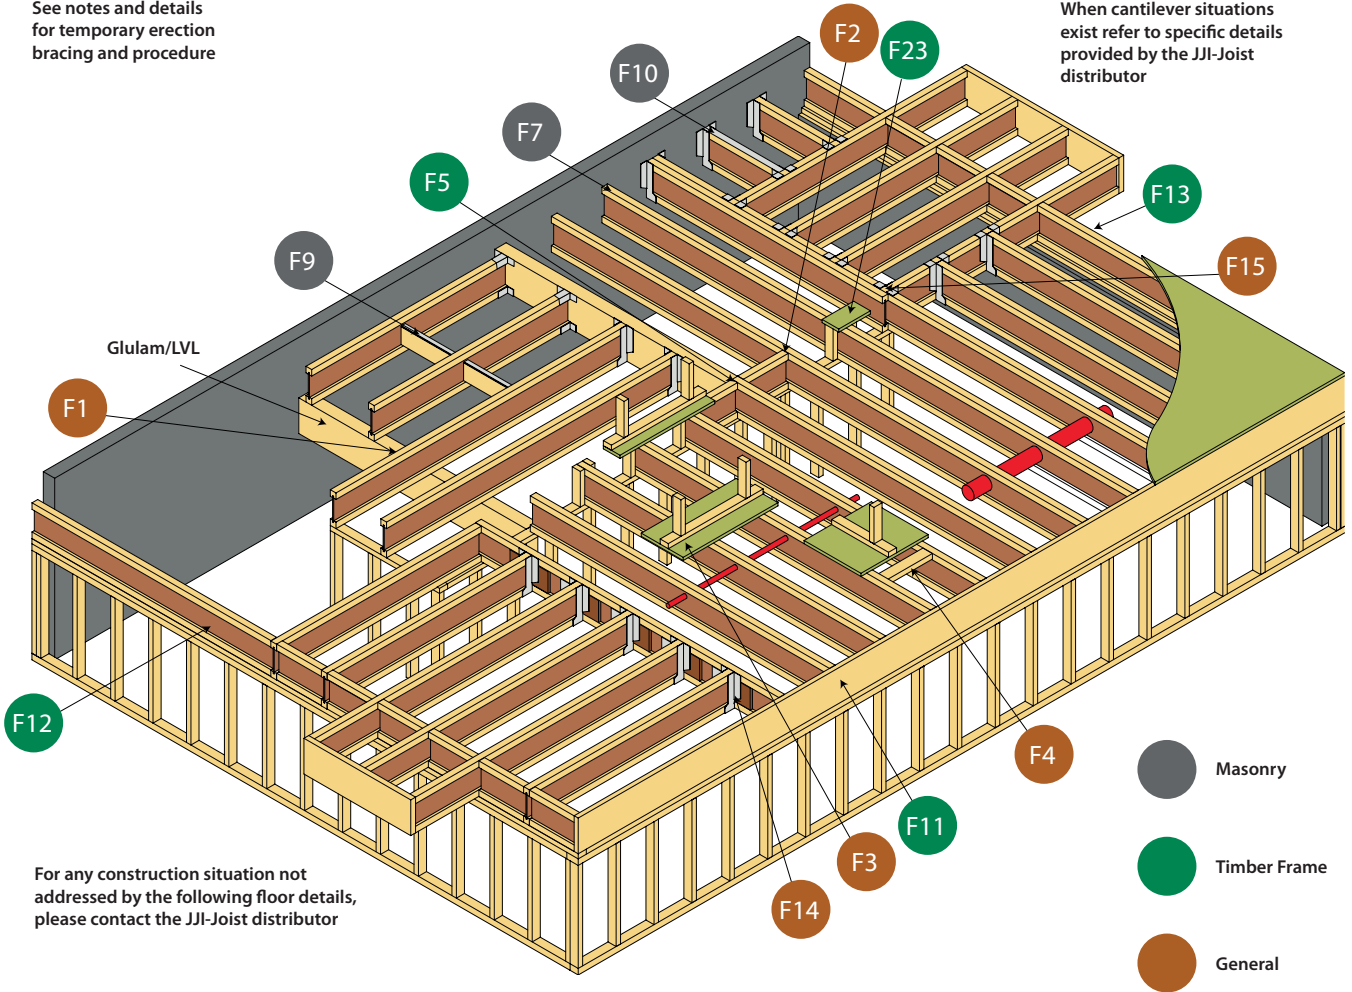 See notes and details
for temporary erection
bracing and procedure
When cantilever situations
exist refer to specific details
provided by the JJI-Joist
distributor
F2
F23
F10
F7
F5
F13
F9
F15
Glulam/LVL
F1
F12
F4
F11
F3
F14
Masonry
Timber Frame
General
For any construction situation not
addressed by the following floor details,
please contact the JJI-Joist distributor